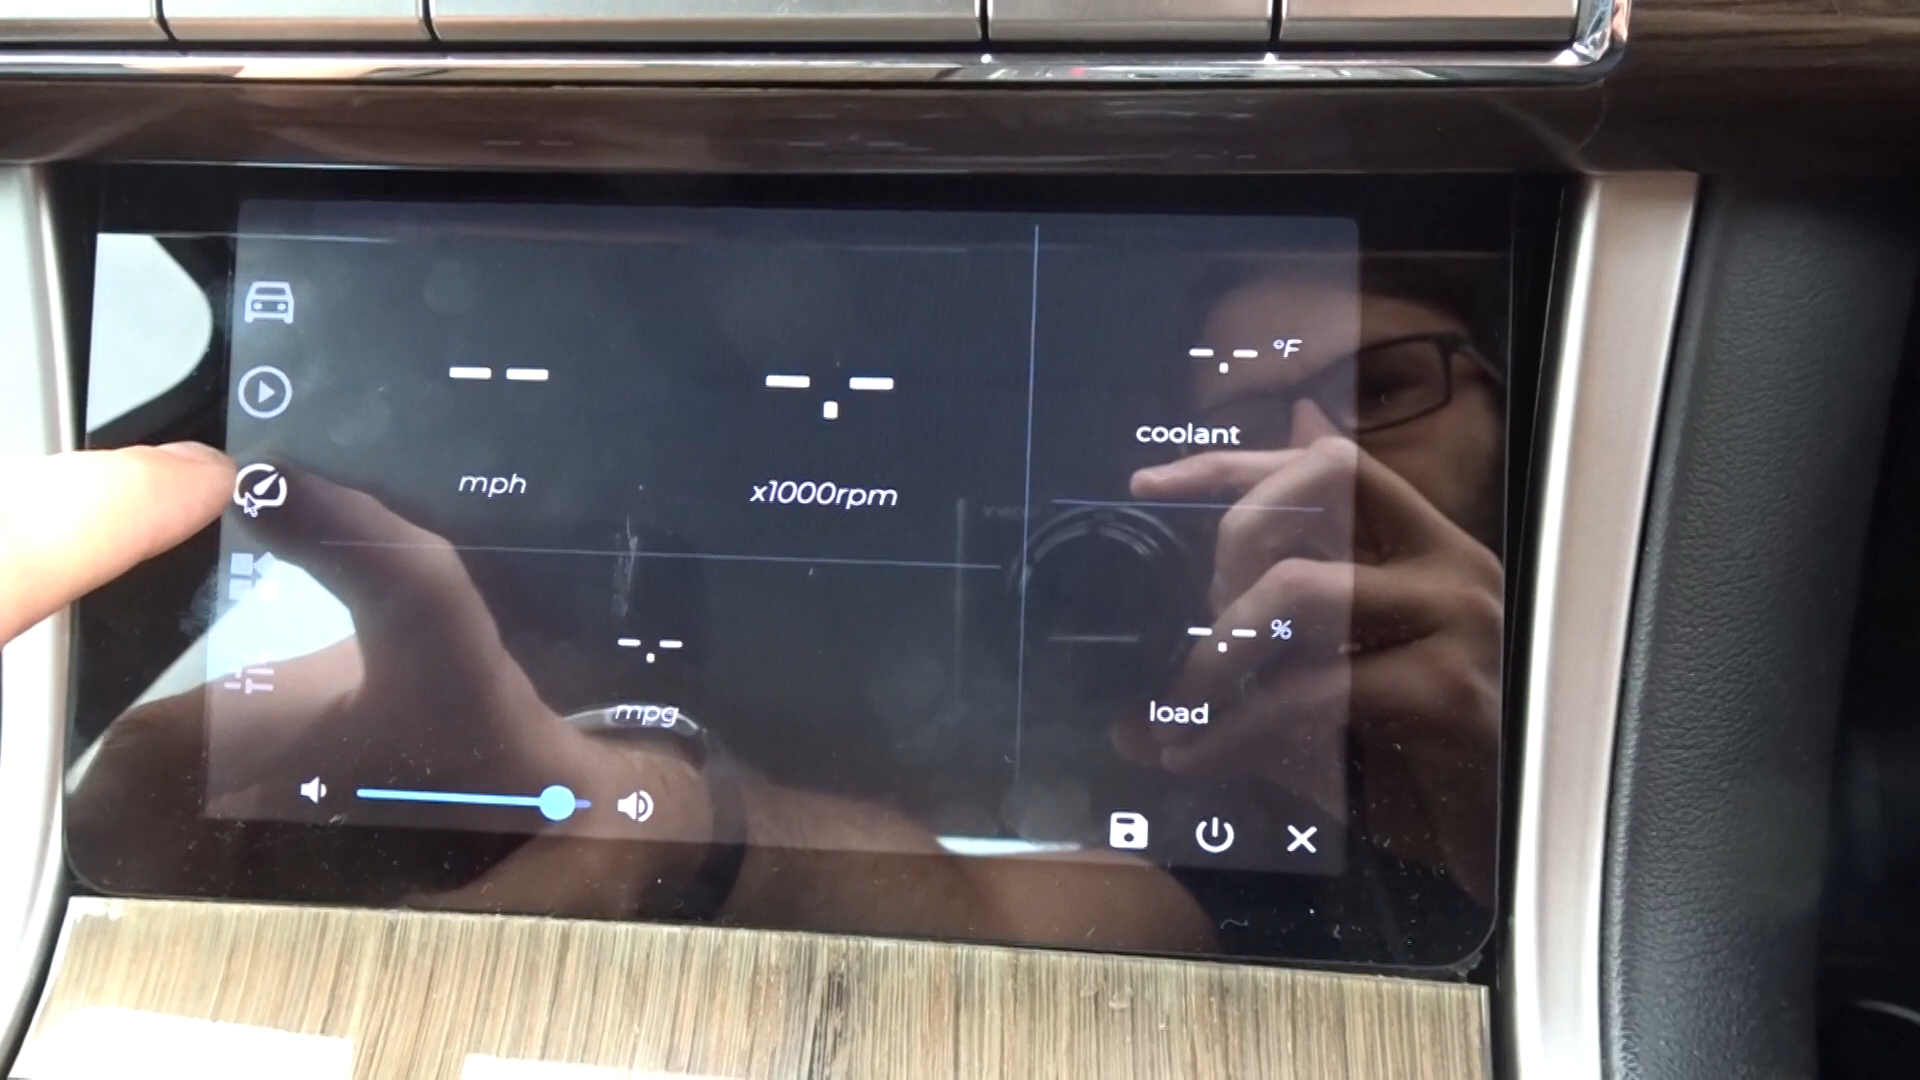 -- 
mph
-.-
x1000rpm
-.- °F
coolant
-.-
mpg
-.- %
load